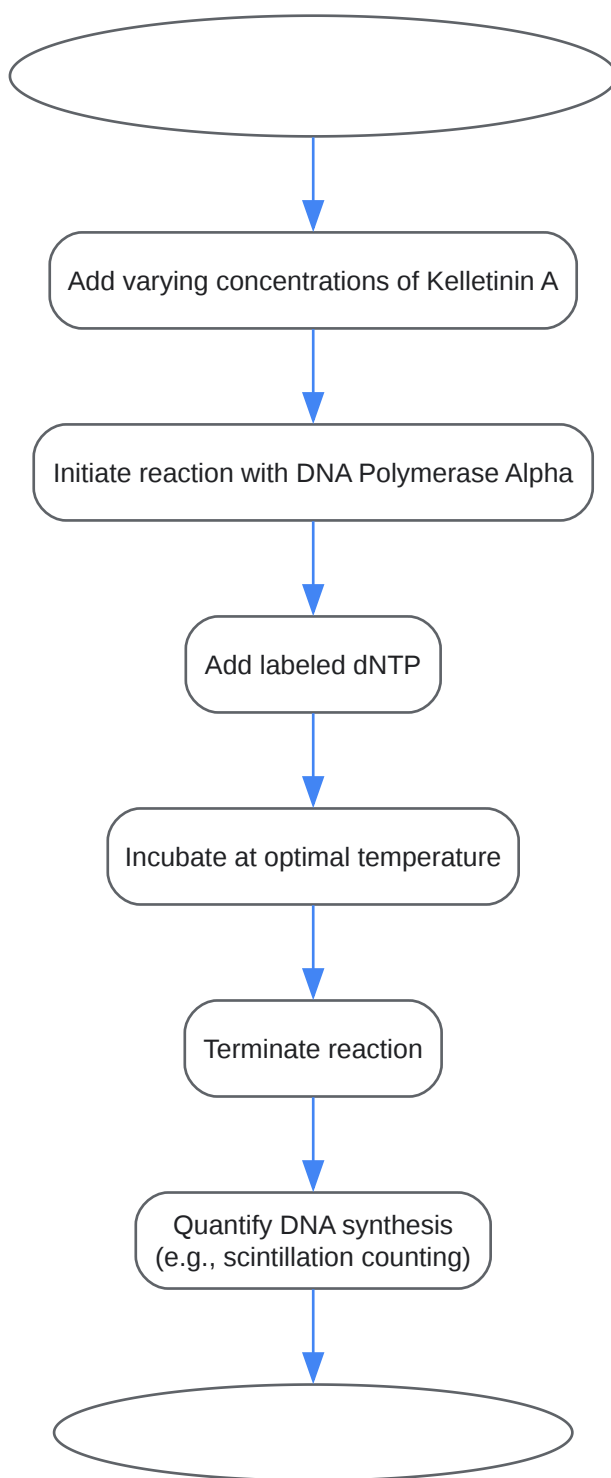 Add varying concentrations of Kelletinin A
Initiate reaction with DNA Polymerase Alpha
Add labeled dNTP
Incubate at optimal temperature
Terminate reaction
Quantify DNA synthesis
(e.g., scintillation counting)